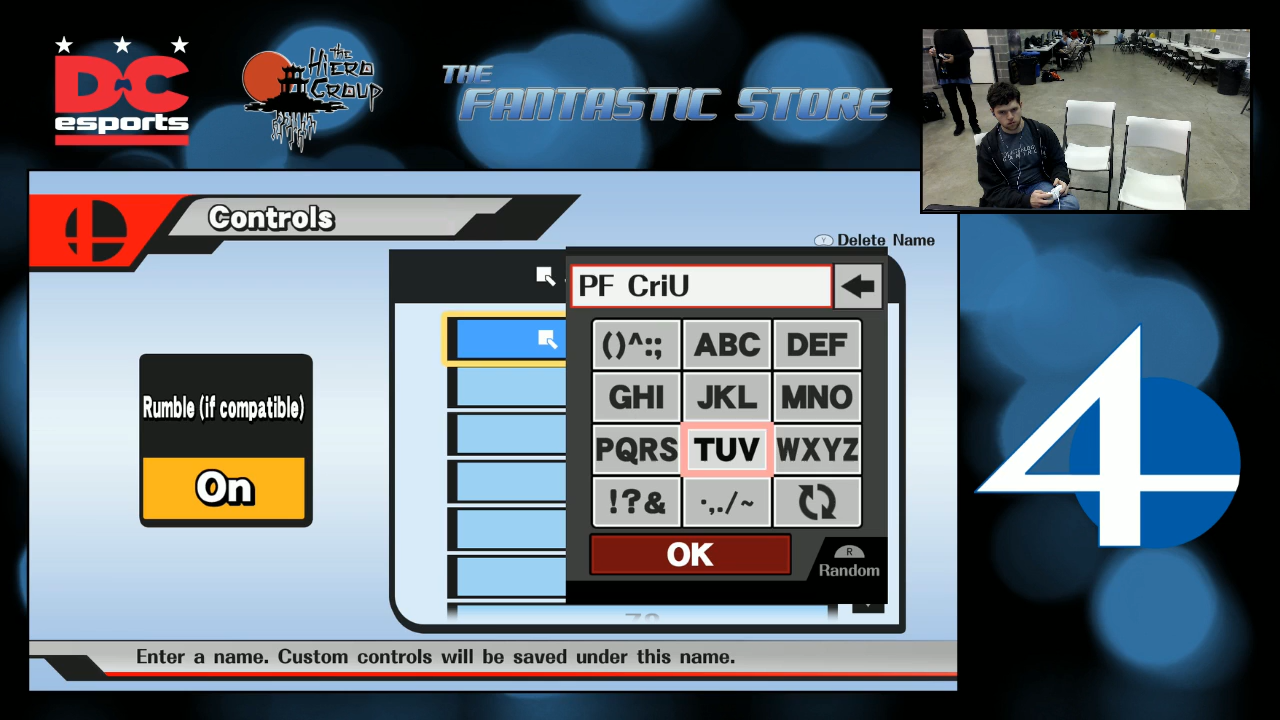 DC
esports
the
Hiero
Group
THE
FANTASTIC STORE
Controls
Y Delete Name
PF CriU
()^:;
ABC
DEF
GHI
JKL
MNO
PQRS
TUV
WXYZ
!?&
·,./~
Rumble (if compatible)
On
OK
R
Random
4
Enter a name. Custom controls will be saved under this name.